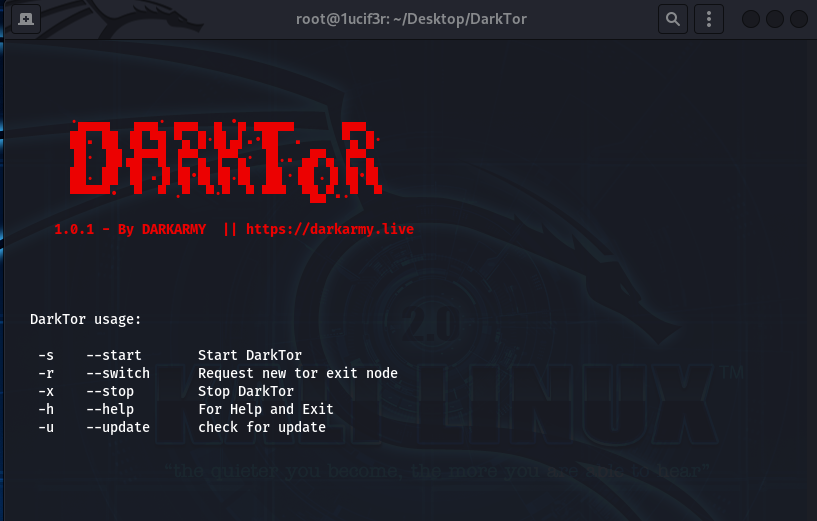 root@1ucif3r: ~/Desktop/DarkTor
DARKToR
1.0.1 - By DARKARMY || https://darkarmy.live
DarkTor usage:
-s --start Start DarkTor
-r --switch Request new tor exit node
-x --stop Stop DarkTor
-h --help For Help and Exit
-u --update check for update
2.0
KALI LINUX™
"the quieter you become, the more you are able to hear"